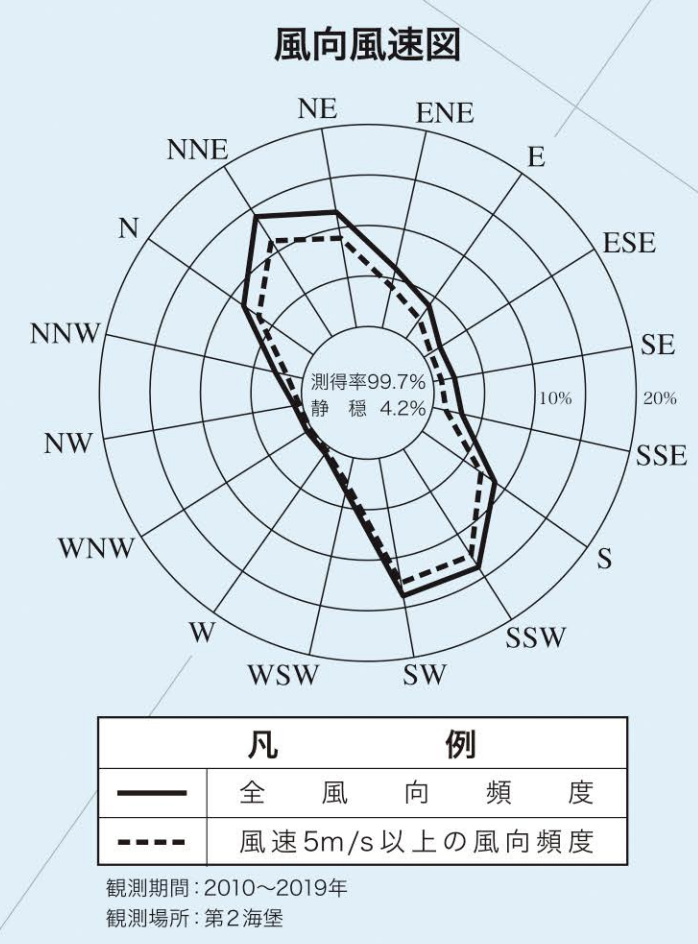 風向風速図
NE
ENE
NNE
E
N
ESE
NNW
SE
測得率99.7%
静 穏 4.2%
10%
20%
NW
SSE
WNW
S
W
SSW
WSW
SW
凡 例
全 風 向 頻 度
風速5m/s以上の風向頻度
観測期間：2010～2019年
観測場所：第2海堡